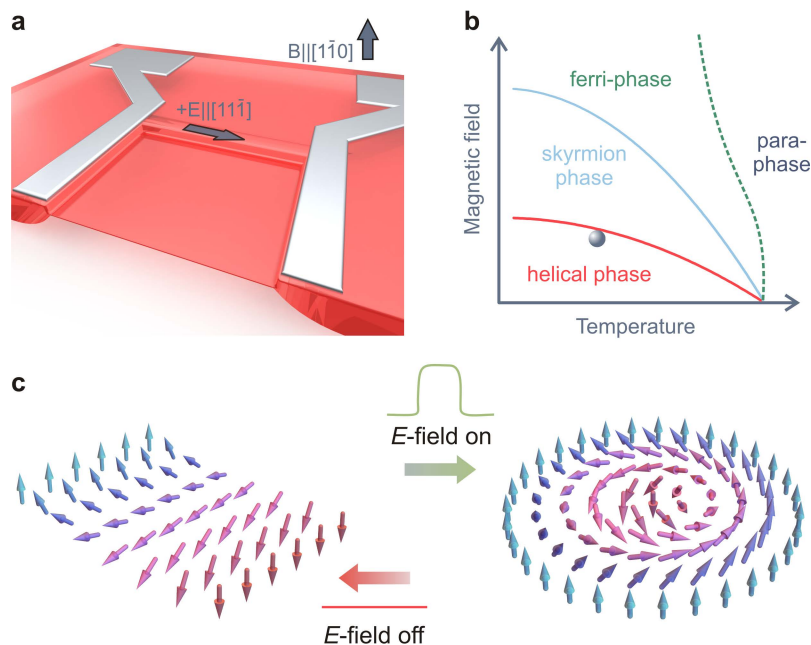 a
B||[11̄0]
+E||[111̄]
b
Magnetic field
ferri-phase
skyrmion
phase
para-
phase
helical phase
Temperature
c
E-field on
E-field off